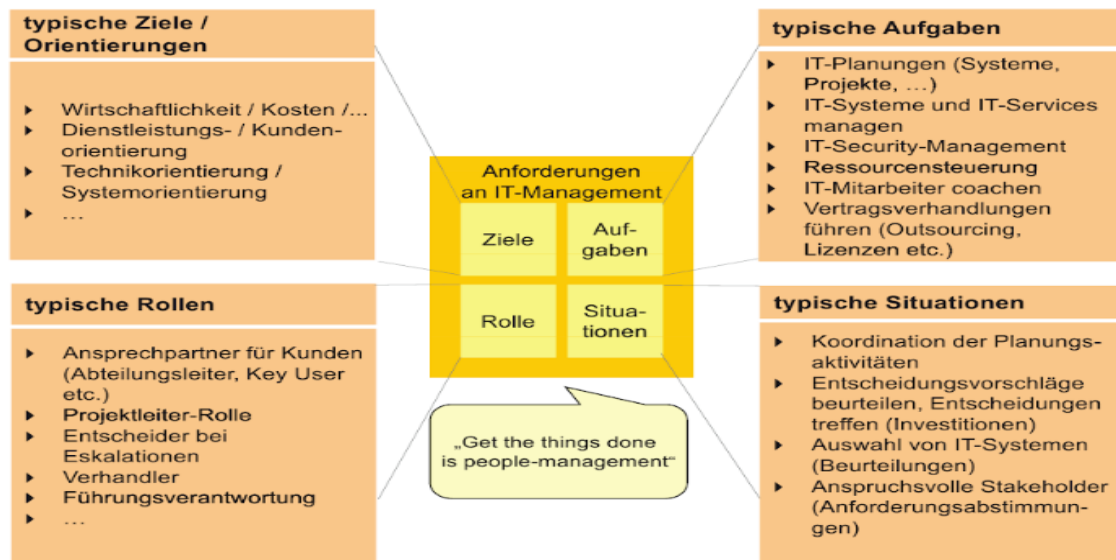 typische Ziele /
Orientierungen
▸ Wirtschaftlichkeit / Kosten /...
▸ Dienstleistungs- / Kunden-
orientierung
▸ Technikorientierung /
Systemorientierung
▸ …
typische Aufgaben
▸ IT-Planungen (Systeme,
Projekte, …)
▸ IT-Systeme und IT-Services
managen
▸ IT-Security-Management
▸ Ressourcensteuerung
▸ IT-Mitarbeiter coachen
▸ Vertragsverhandlungen
führen (Outsourcing,
Lizenzen etc.)
Anforderungen
an IT-Management
Ziele
Auf-
gaben
Rolle
Situa-
tionen
„Get the things done
is people-management“
typische Rollen
▸ Ansprechpartner für Kunden
(Abteilungsleiter, Key User
etc.)
▸ Projektleiter-Rolle
▸ Entscheider bei
Eskalationen
▸ Verhandler
▸ Führungsverantwortung
▸ …
typische Situationen
▸ Koordination der Planungs-
aktivitäten
▸ Entscheidungsvorschläge
beurteilen, Entscheidungen
treffen (Investitionen)
▸ Auswahl von IT-Systemen
(Beurteilungen)
▸ Anspruchsvolle Stakeholder
(Anforderungsabstimmun-
gen)